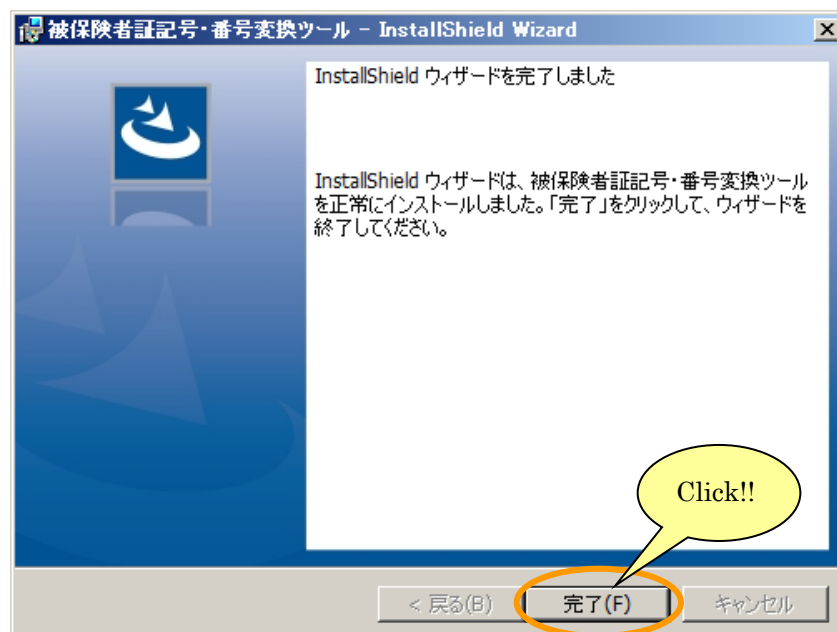 被保険者証記号・番号変換ツール - InstallShield Wizard
InstallShield ウィザードを完了しました
InstallShield ウィザードは、被保険者証記号・番号変換ツール
を正常にインストールしました。「完了」をクリックして、ウィザードを
終了してください。
Click!!
< 戻る(B)
完了(F)
キャンセル